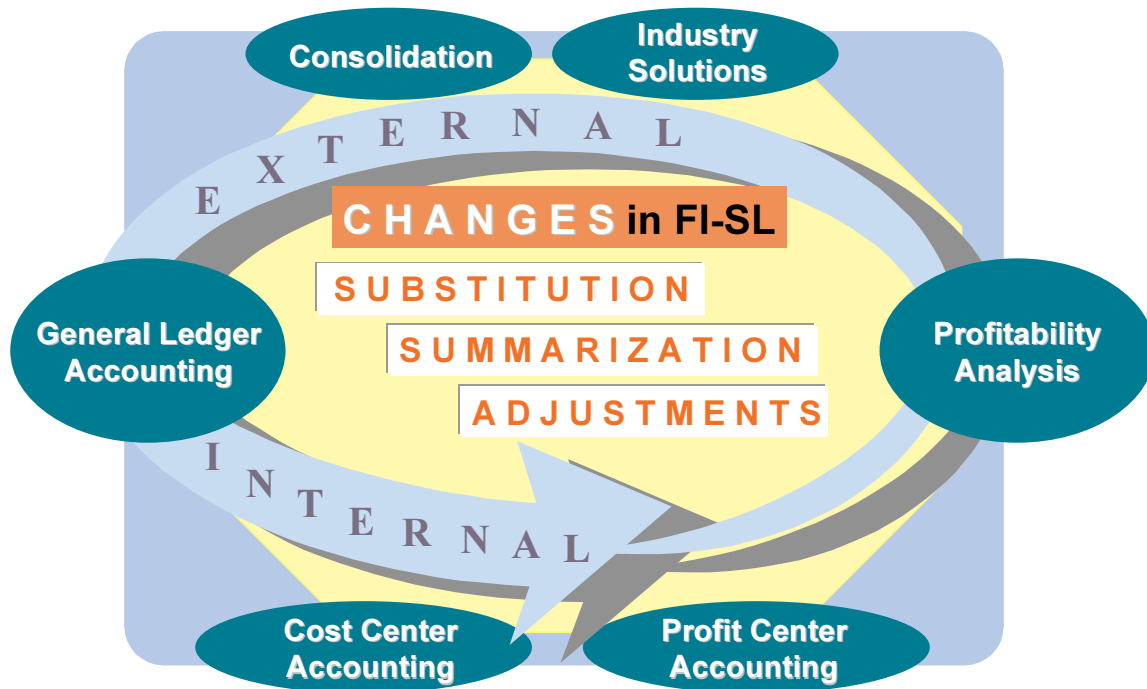 Consolidation
Industry
Solutions
EXTERNAL
CHANGES in FI-SL
SUBSTITUTION
SUMMARIZATION
ADJUSTMENTS
General Ledger
Accounting
Profitability
Analysis
INTERNAL
Cost Center
Accounting
Profit Center
Accounting